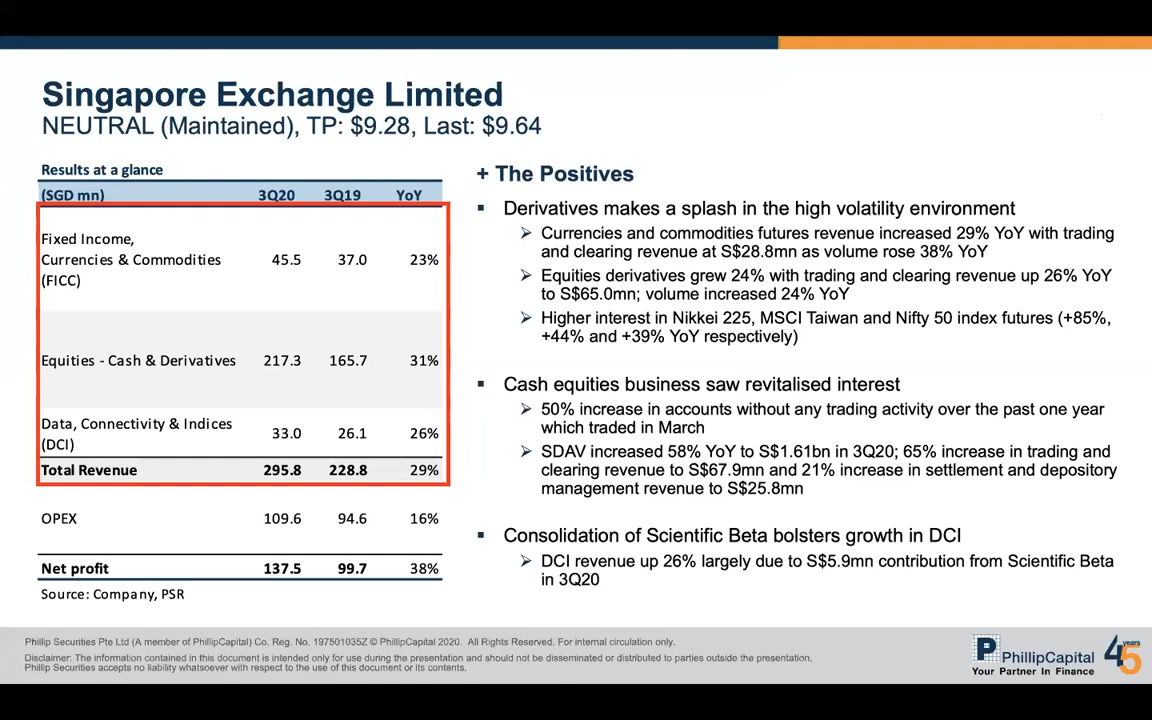 Singapore Exchange Limited
NEUTRAL (Maintained), TP: $9.28, Last: $9.64
Results at a glance
(SGD mn) 3Q20 3Q19 YoY
Fixed Income,
Currencies & Commodities 45.5 37.0 23%
(FICC)
Equities - Cash & Derivatives 217.3 165.7 31%
Data, Connectivity & Indices
(DCI) 33.0 26.1 26%
Total Revenue 295.8 228.8 29%
OPEX 109.6 94.6 16%
Net profit 137.5 99.7 38%
Source: Company, PSR
+ The Positives
▪ Derivatives makes a splash in the high volatility environment
➢ Currencies and commodities futures revenue increased 29% YoY with trading
and clearing revenue at S$28.8mn as volume rose 38% YoY
➢ Equities derivatives grew 24% with trading and clearing revenue up 26% YoY
to S$65.0mn; volume increased 24% YoY
➢ Higher interest in Nikkei 225, MSCI Taiwan and Nifty 50 index futures (+85%,
+44% and +39% YoY respectively)
▪ Cash equities business saw revitalised interest
➢ 50% increase in accounts without any trading activity over the past one year
which traded in March
➢ SDAV increased 58% YoY to S$1.61bn in 3Q20; 65% increase in trading and
clearing revenue to S$67.9mn and 21% increase in settlement and depository
management revenue to S$25.8mn
▪ Consolidation of Scientific Beta bolsters growth in DCI
➢ DCI revenue up 26% largely due to S$5.9mn contribution from Scientific Beta
in 3Q20
Phillip Securities Pte Ltd (A member of PhillipCapital) Co. Reg. No. 197501035Z © PhillipCapital 2020. All Rights Reserved. For internal circulation only.
Disclaimer: The information contained in this document is intended only for use during the presentation and should not be disseminated or distributed to parties outside the presentation.
Phillip Securities accepts no liability whatsoever with respect to the use of this document or its contents.
P PhillipCapital
Your Partner In Finance
45 years